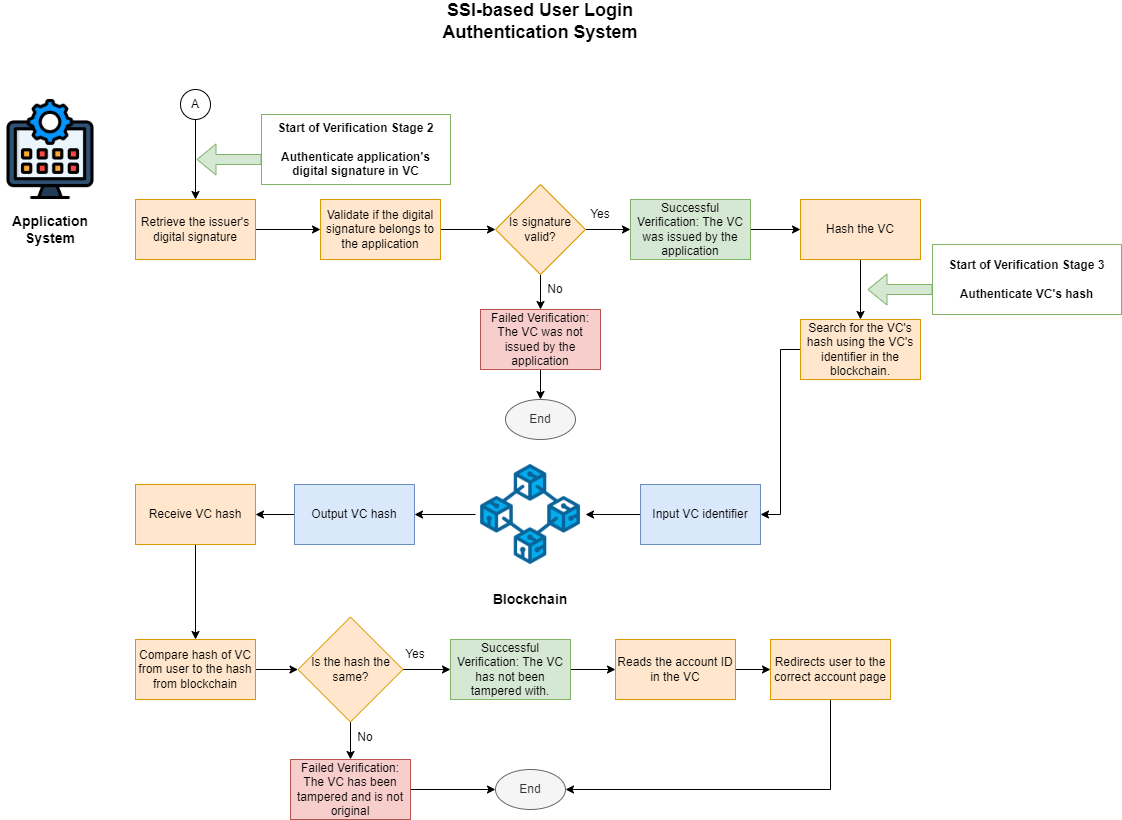 SSI-based User Login
Authentication System
A
Start of Verification Stage 2
Authenticate application's
digital signature in VC
Application
System
Retrieve the issuer's
digital signature
Validate if the digital
signature belongs to
the application
Is signature
valid?
Yes
Successful
Verification: The VC
was issued by the
application
Hash the VC
No
Start of Verification Stage 3
Authenticate VC's hash
Failed Verification:
The VC was not
issued by the
application
Search for the VC's
hash using the VC's
identifier in the
blockchain.
End
Receive VC hash
Output VC hash
Input VC identifier
Blockchain
Compare hash of VC
from user to the hash
from blockchain
Is the hash the
same?
Yes
Successful
Verification: The VC
has not been
tampered with.
Reads the account ID
in the VC
Redirects user to the
correct account page
No
Failed Verification:
The VC has been
tampered and is not
original
End